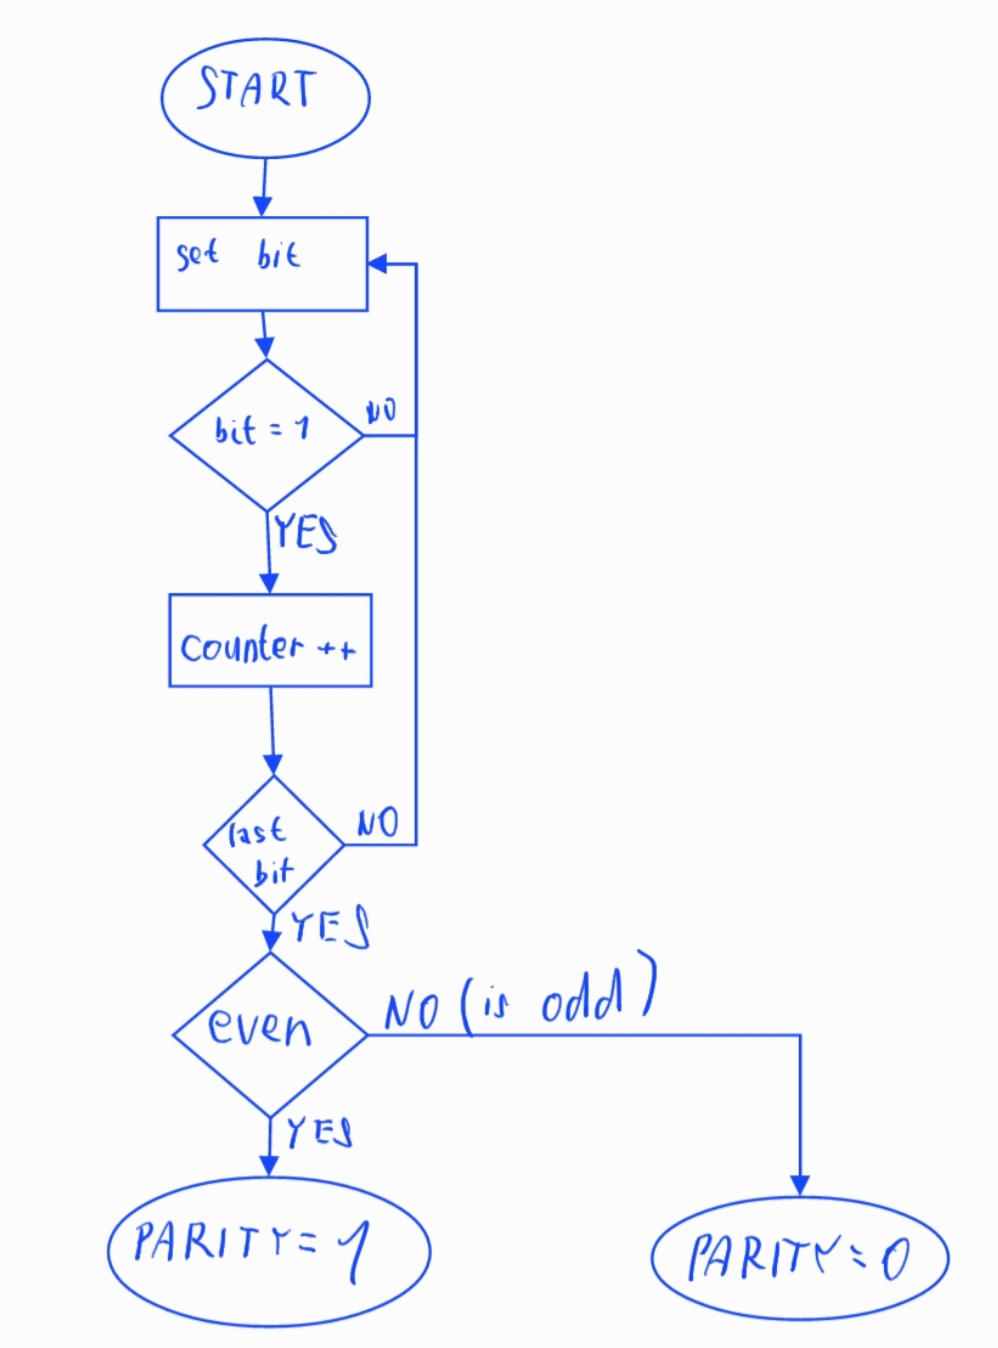 START
set bit
bit = 1
NO
YES
counter ++
last
bit
NO
YES
even
NO (is odd)
YES
PARITY = 1
PARITY = 0